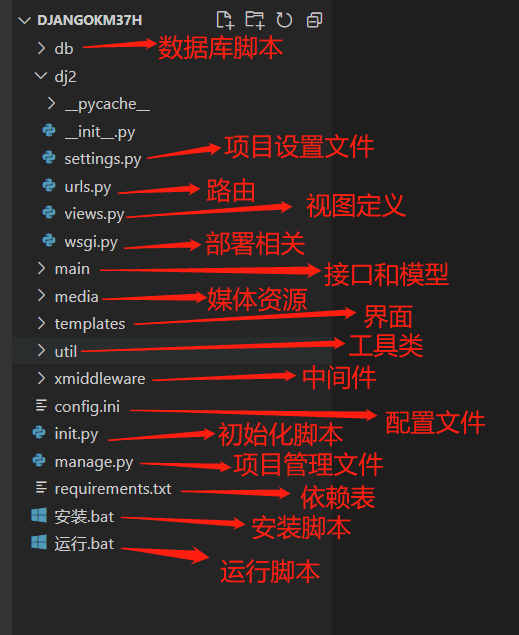 DJANGOKM37H
db 数据库脚本
dj2
__pycache__
__init__.py
settings.py 项目设置文件
urls.py 路由
views.py 视图定义
wsgi.py 部署相关
main 接口和模型
media 媒体资源
templates 界面
util 工具类
xmiddleware 中间件
config.ini 配置文件
init.py 初始化脚本
manage.py 项目管理文件
requirements.txt 依赖表
安装.bat 安装脚本
运行.bat 运行脚本